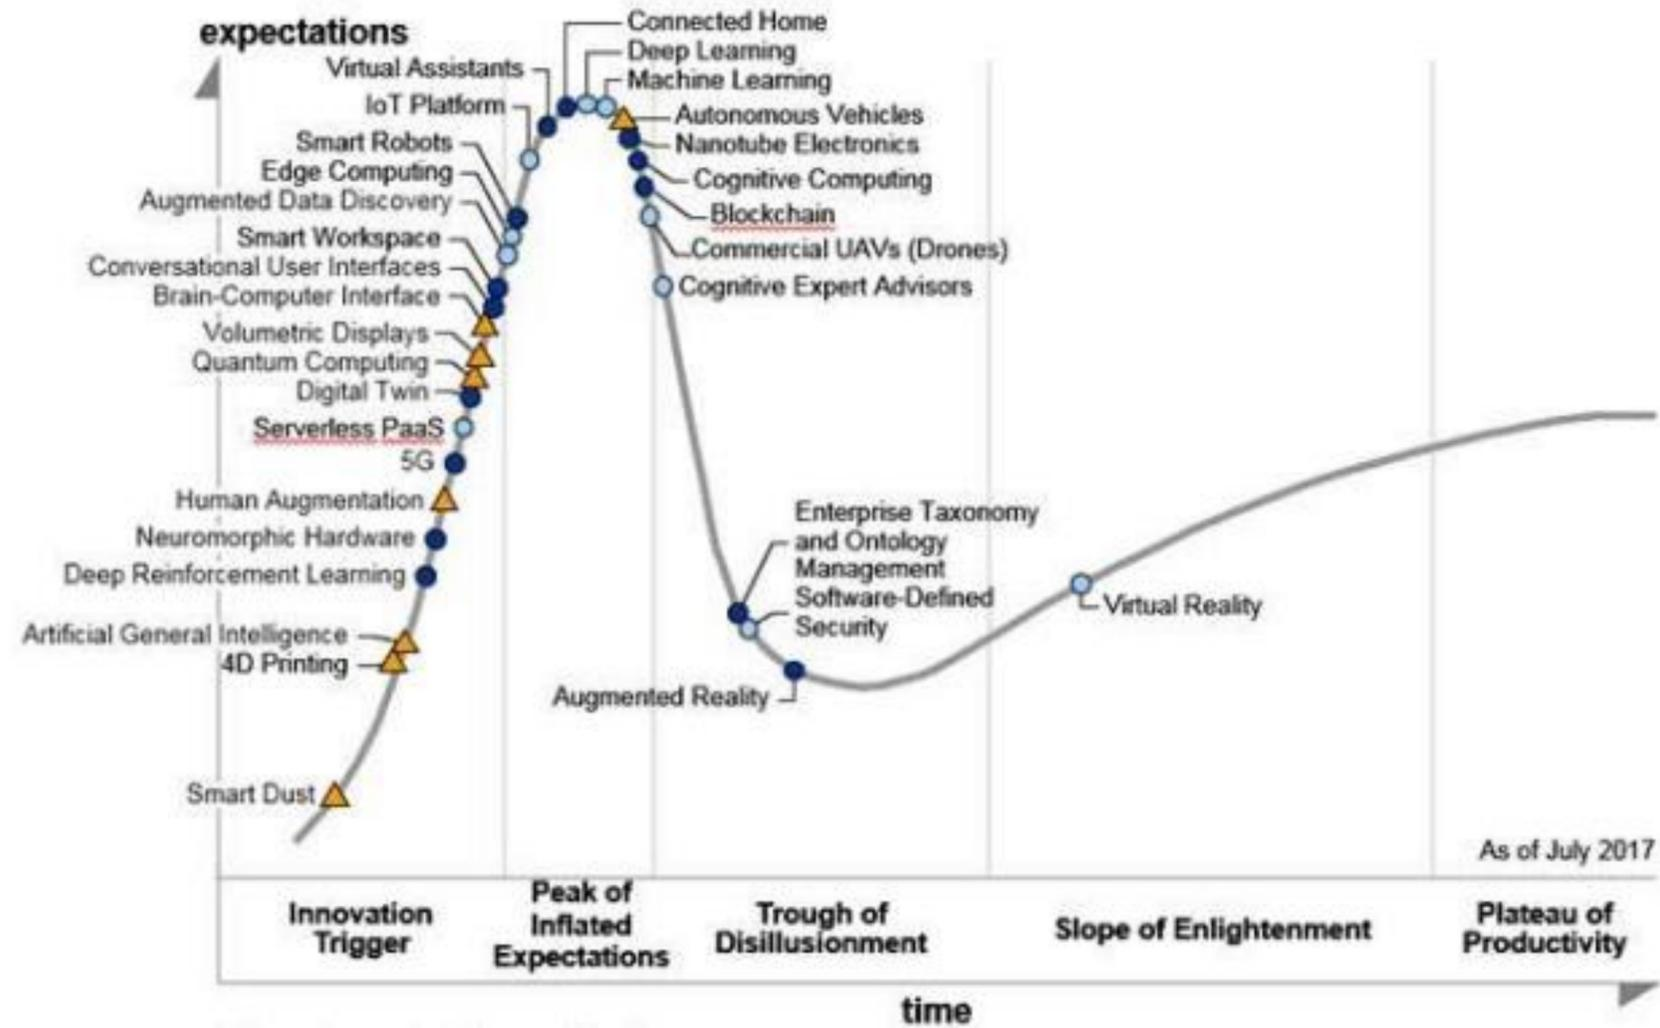 expectations
Connected Home
Deep Learning
Virtual Assistants
Machine Learning
IoT Platform
Autonomous Vehicles
Smart Robots
Nanotube Electronics
Edge Computing
Cognitive Computing
Augmented Data Discovery
Blockchain
Smart Workspace
Commercial UAVs (Drones)
Conversational User Interfaces
Cognitive Expert Advisors
Brain-Computer Interface
Volumetric Displays
Quantum Computing
Digital Twin
Serverless PaaS
5G
Human Augmentation
Neuromorphic Hardware
Deep Reinforcement Learning
Artificial General Intelligence
4D Printing
Smart Dust
Enterprise Taxonomy
and Ontology
Management
Software-Defined
Security
Augmented Reality
Virtual Reality
As of July 2017
Innovation
Trigger
Peak of
Inflated
Expectations
Trough of
Disillusionment
Slope of Enlightenment
Plateau of
Productivity
time